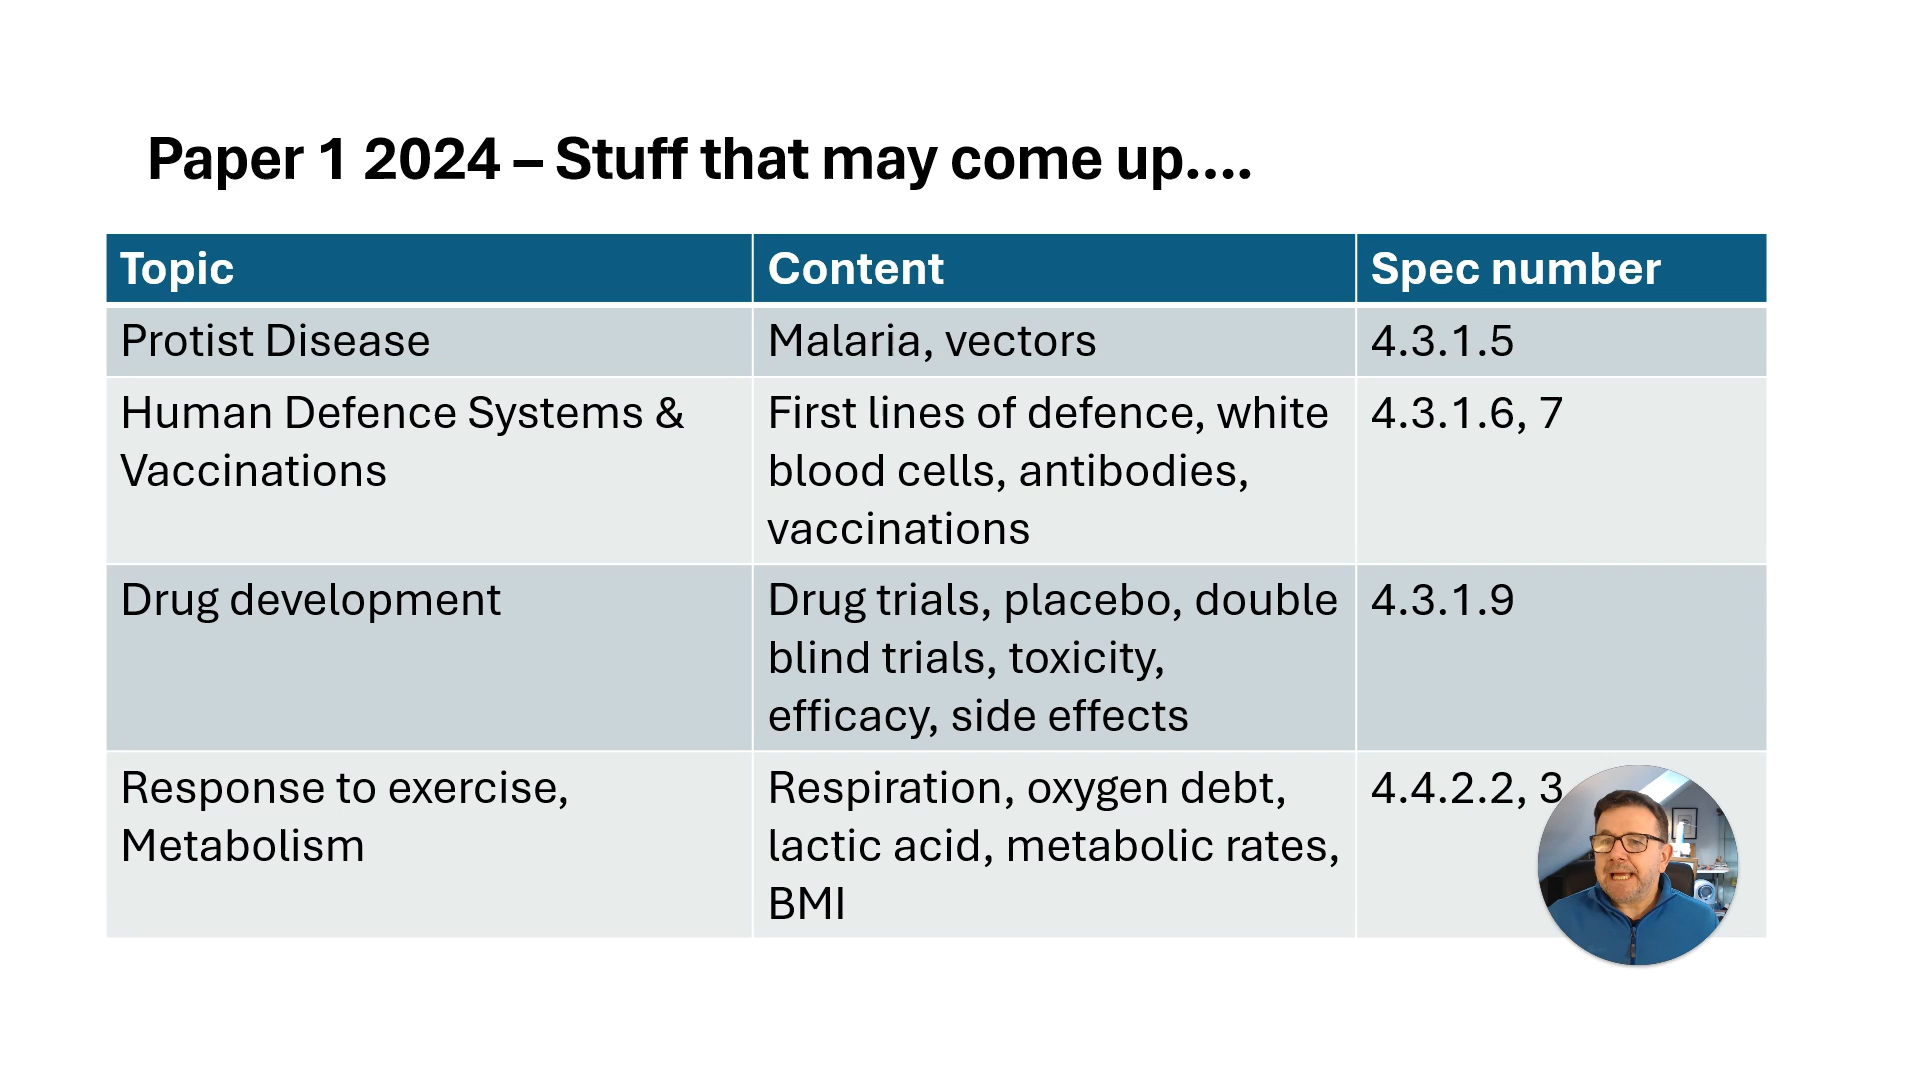 Paper 1 2024 – Stuff that may come up....
Topic
Content
Spec number
Protist Disease
Malaria, vectors
4.3.1.5
Human Defence Systems &
Vaccinations
First lines of defence, white
blood cells, antibodies,
vaccinations
4.3.1.6, 7
Drug development
Drug trials, placebo, double
blind trials, toxicity,
efficacy, side effects
4.3.1.9
Response to exercise,
Metabolism
Respiration, oxygen debt,
lactic acid, metabolic rates,
BMI
4.4.2.2, 3